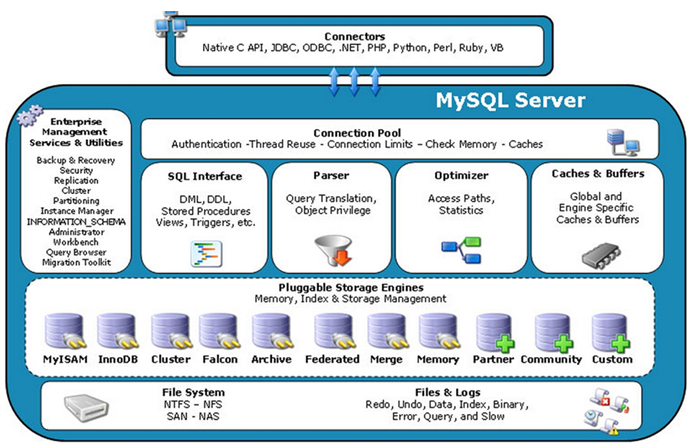 Connectors
Native C API, JDBC, ODBC, .NET, PHP, Python, Perl, Ruby, VB
MySQL Server
Enterprise
Management
Services & Utilities
Backup & Recovery
Security
Replication
Cluster
Partitioning
Instance Manager
INFORMATION_SCHEMA
Administrator
Workbench
Query Browser
Migration Toolkit
Connection Pool
Authentication -Thread Reuse - Connection Limits – Check Memory - Caches
SQL Interface
DML, DDL,
Stored Procedures
Views, Triggers, etc.
Parser
Query Translation,
Object Privilege
Optimizer
Access Paths,
Statistics
Caches & Buffers
Global and
Engine Specific
Caches & Buffers
Pluggable Storage Engines
Memory, Index & Storage Management
MyISAM InnoDB Cluster Falcon Archive Federated Merge Memory Partner Community Custom
File System
NTFS – NFS
SAN - NAS
Files & Logs
Redo, Undo, Data, Index, Binary,
Error, Query, and Slow